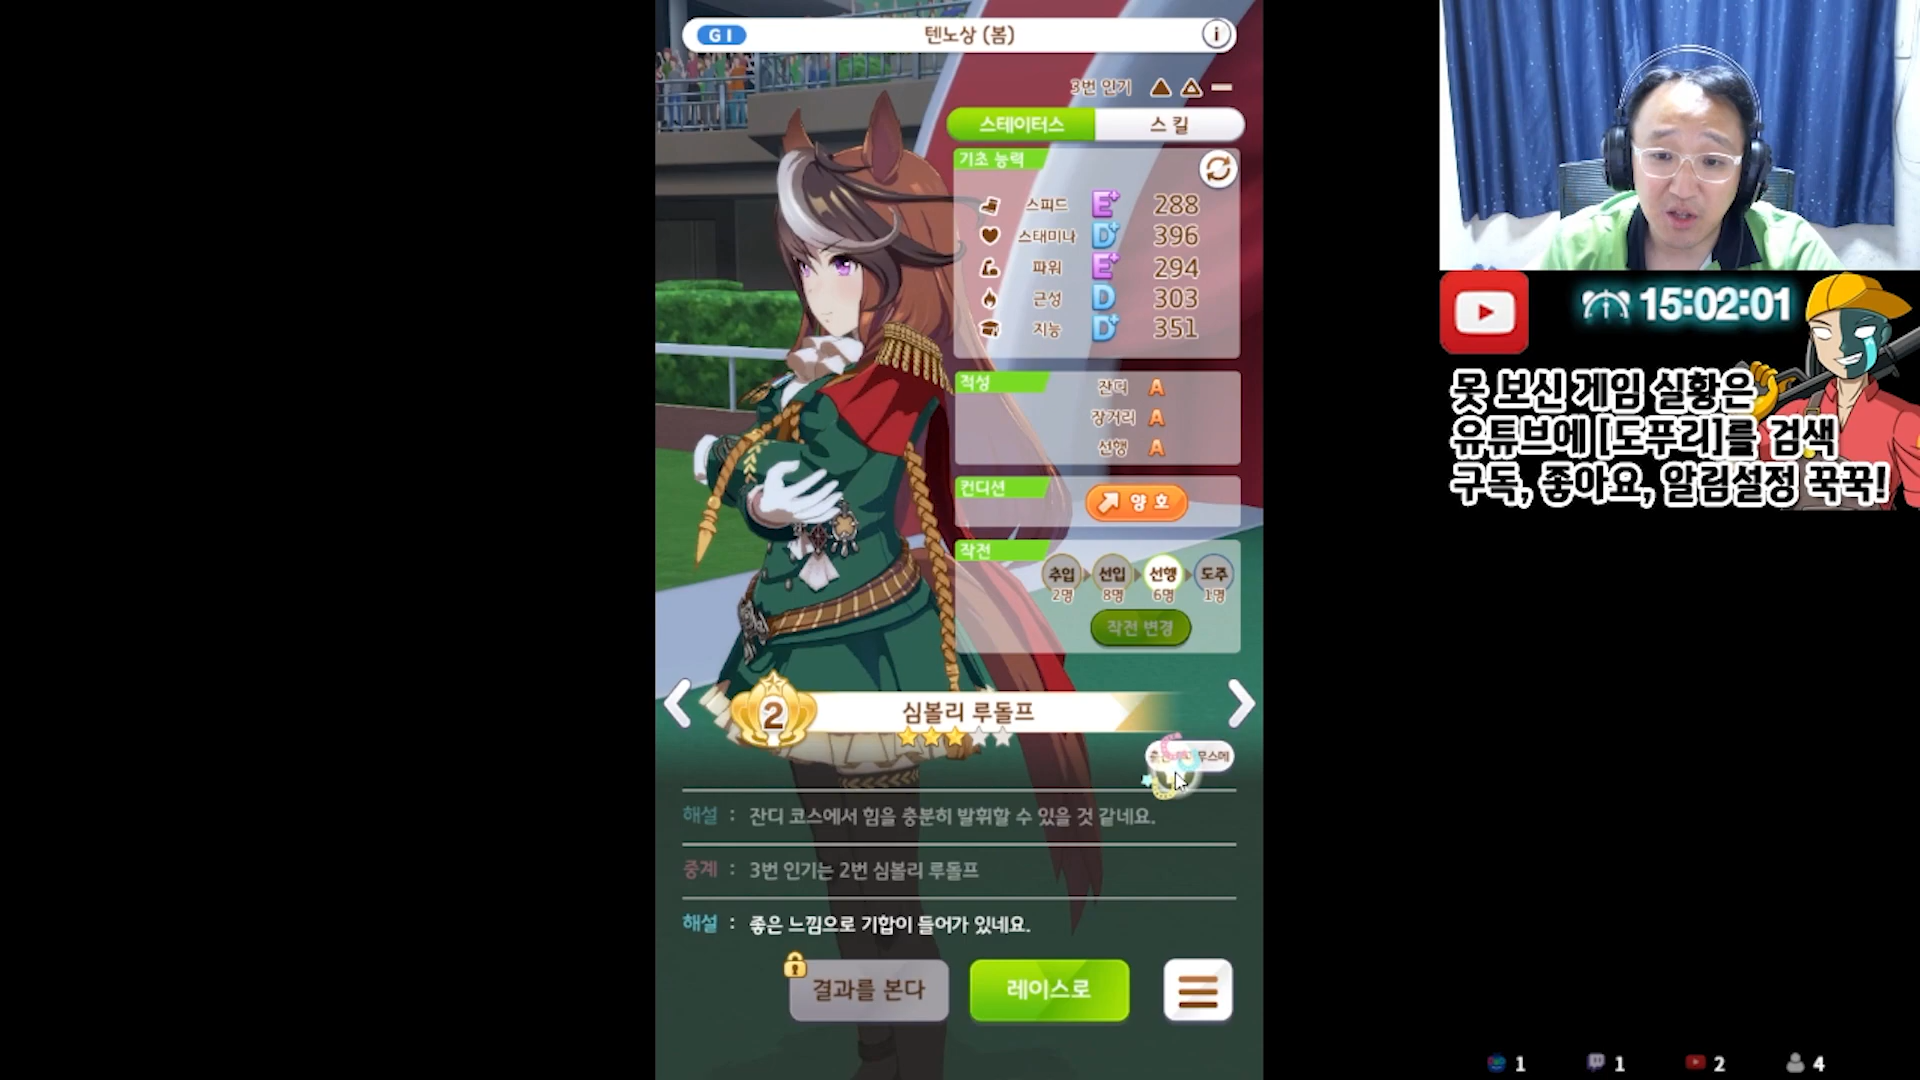 G I 텐노상 (봄) i
3번 인기
스테이터스 스킬
기초 능력
스피드 E+ 288
스태미나 D+ 396
파워 E+ 294
근성 D 303
지능 D+ 351
적성
잔디 A
장거리 A
선행 A
컨디션
양호
작전
추입 선입 선행 도주
2명 8명 6명 1명
작전 변경
2 심볼리 루돌프
해설 : 잔디 코스에서 힘을 충분히 발휘할 수 있을 것 같네요.
중계 : 3번 인기는 2번 심볼리 루돌프
해설 : 좋은 느낌으로 기합이 들어가 있네요.
결과를 본다 레이스로
15:02:01
못 보신 게임 실황은
유튜브에 [도푸리]를 검색
구독, 좋아요, 알림설정 꾹꾹!
1 1 2 4